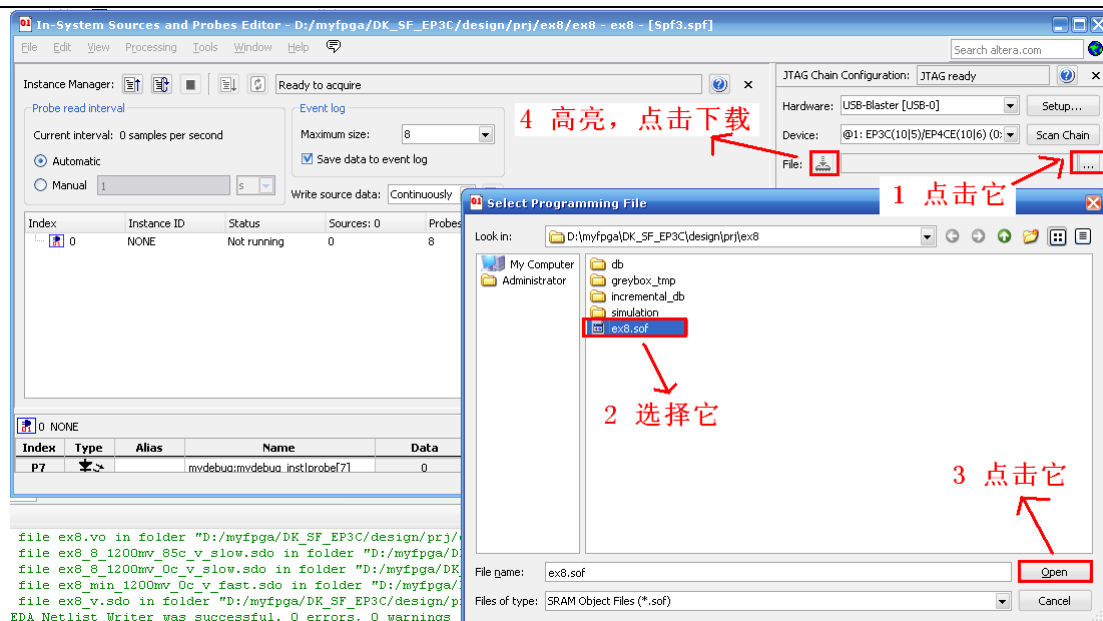 In-System Sources and Probes Editor - D:/myfpga/DK_SF_EP3C/design/prj/ex8/ex8 - ex8 - [Spf3.spf]
File Edit View Processing Tools Window Help
Search altera.com
Instance Manager: Ready to acquire
JTAG Chain Configuration: JTAG ready
Probe read interval
Event log
Current interval: 0 samples per second
Maximum size: 8
4 高亮，点击下载
Hardware: USB-Blaster [USB-0] Setup...
Automatic
Save data to event log
Device: @1: EP3C(10|5)/EP4CE(10|6) (0: Scan Chain
Manual 1 s
Write source data: Continuously
File: ...
1 点击它
Index Instance ID Status Sources: 0 Probes
0 NONE Not running 0 8
Select Programming File
Look in: D:\myfpga\DK_SF_EP3C\design\prj\ex8
My Computer
Administrator
db
greybox_tmp
incremental_db
simulation
ex8.sof
2 选择它
3 点击它
0 NONE
Index Type Alias Name Data
P7 mydebug:mydebug_inst|probe[7] 0
File name: ex8.sof Open
Files of type: SRAM Object Files (*.sof) Cancel
file ex8.vo in folder "D:/myfpga/DK_SF_EP3C/design/prj/
file ex8_8_1200mv_85c_v_slow.sdo in folder "D:/myfpga/D
file ex8_8_1200mv_0c_v_slow.sdo in folder "D:/myfpga/DK
file ex8_min_1200mv_0c_v_fast.sdo in folder "D:/myfpga/
file ex8_v.sdo in folder "D:/myfpga/DK_SF_EP3C/design/p
EDA Netlist Writer was successful. 0 errors, 0 warnings